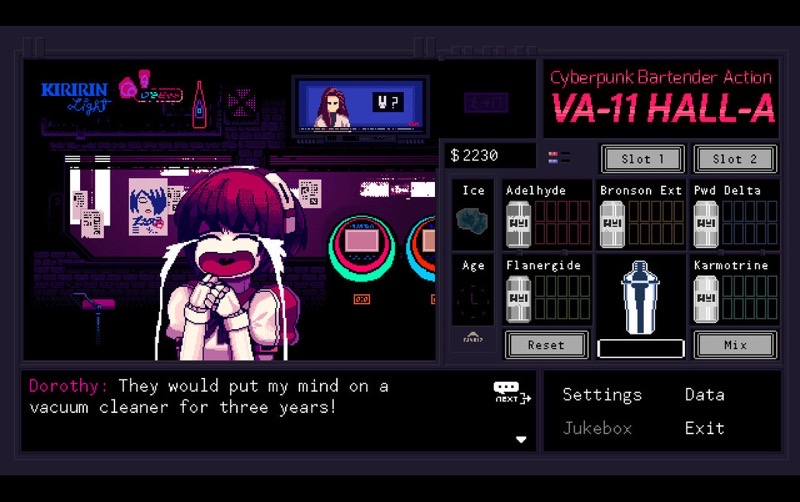 KIRIRIN
Light
W?
Cyberpunk Bartender Action
VA-11 HALL-A
$2230
Slot 1
Slot 2
Ice
Adelhyde
Bronson Ext
Pwd Delta
Age
Flanergide
Karmotrine
Reset
Mix
Dorothy: They would put my mind on a
vacuum cleaner for three years!
NEXT
Settings
Data
Jukebox
Exit